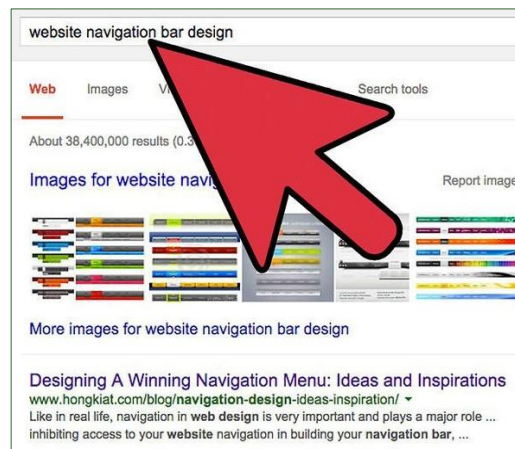 website navigation bar design
Web Images Search tools
About 38,400,000 results (0.3
Images for website navig
Report image
More images for website navigation bar design
Designing A Winning Navigation Menu: Ideas and Inspirations
www.hongkiat.com/blog/navigation-design-ideas-inspiration/
Like in real life, navigation in web design is very important and plays a major role ...
inhibiting access to your website navigation in building your navigation bar, ...